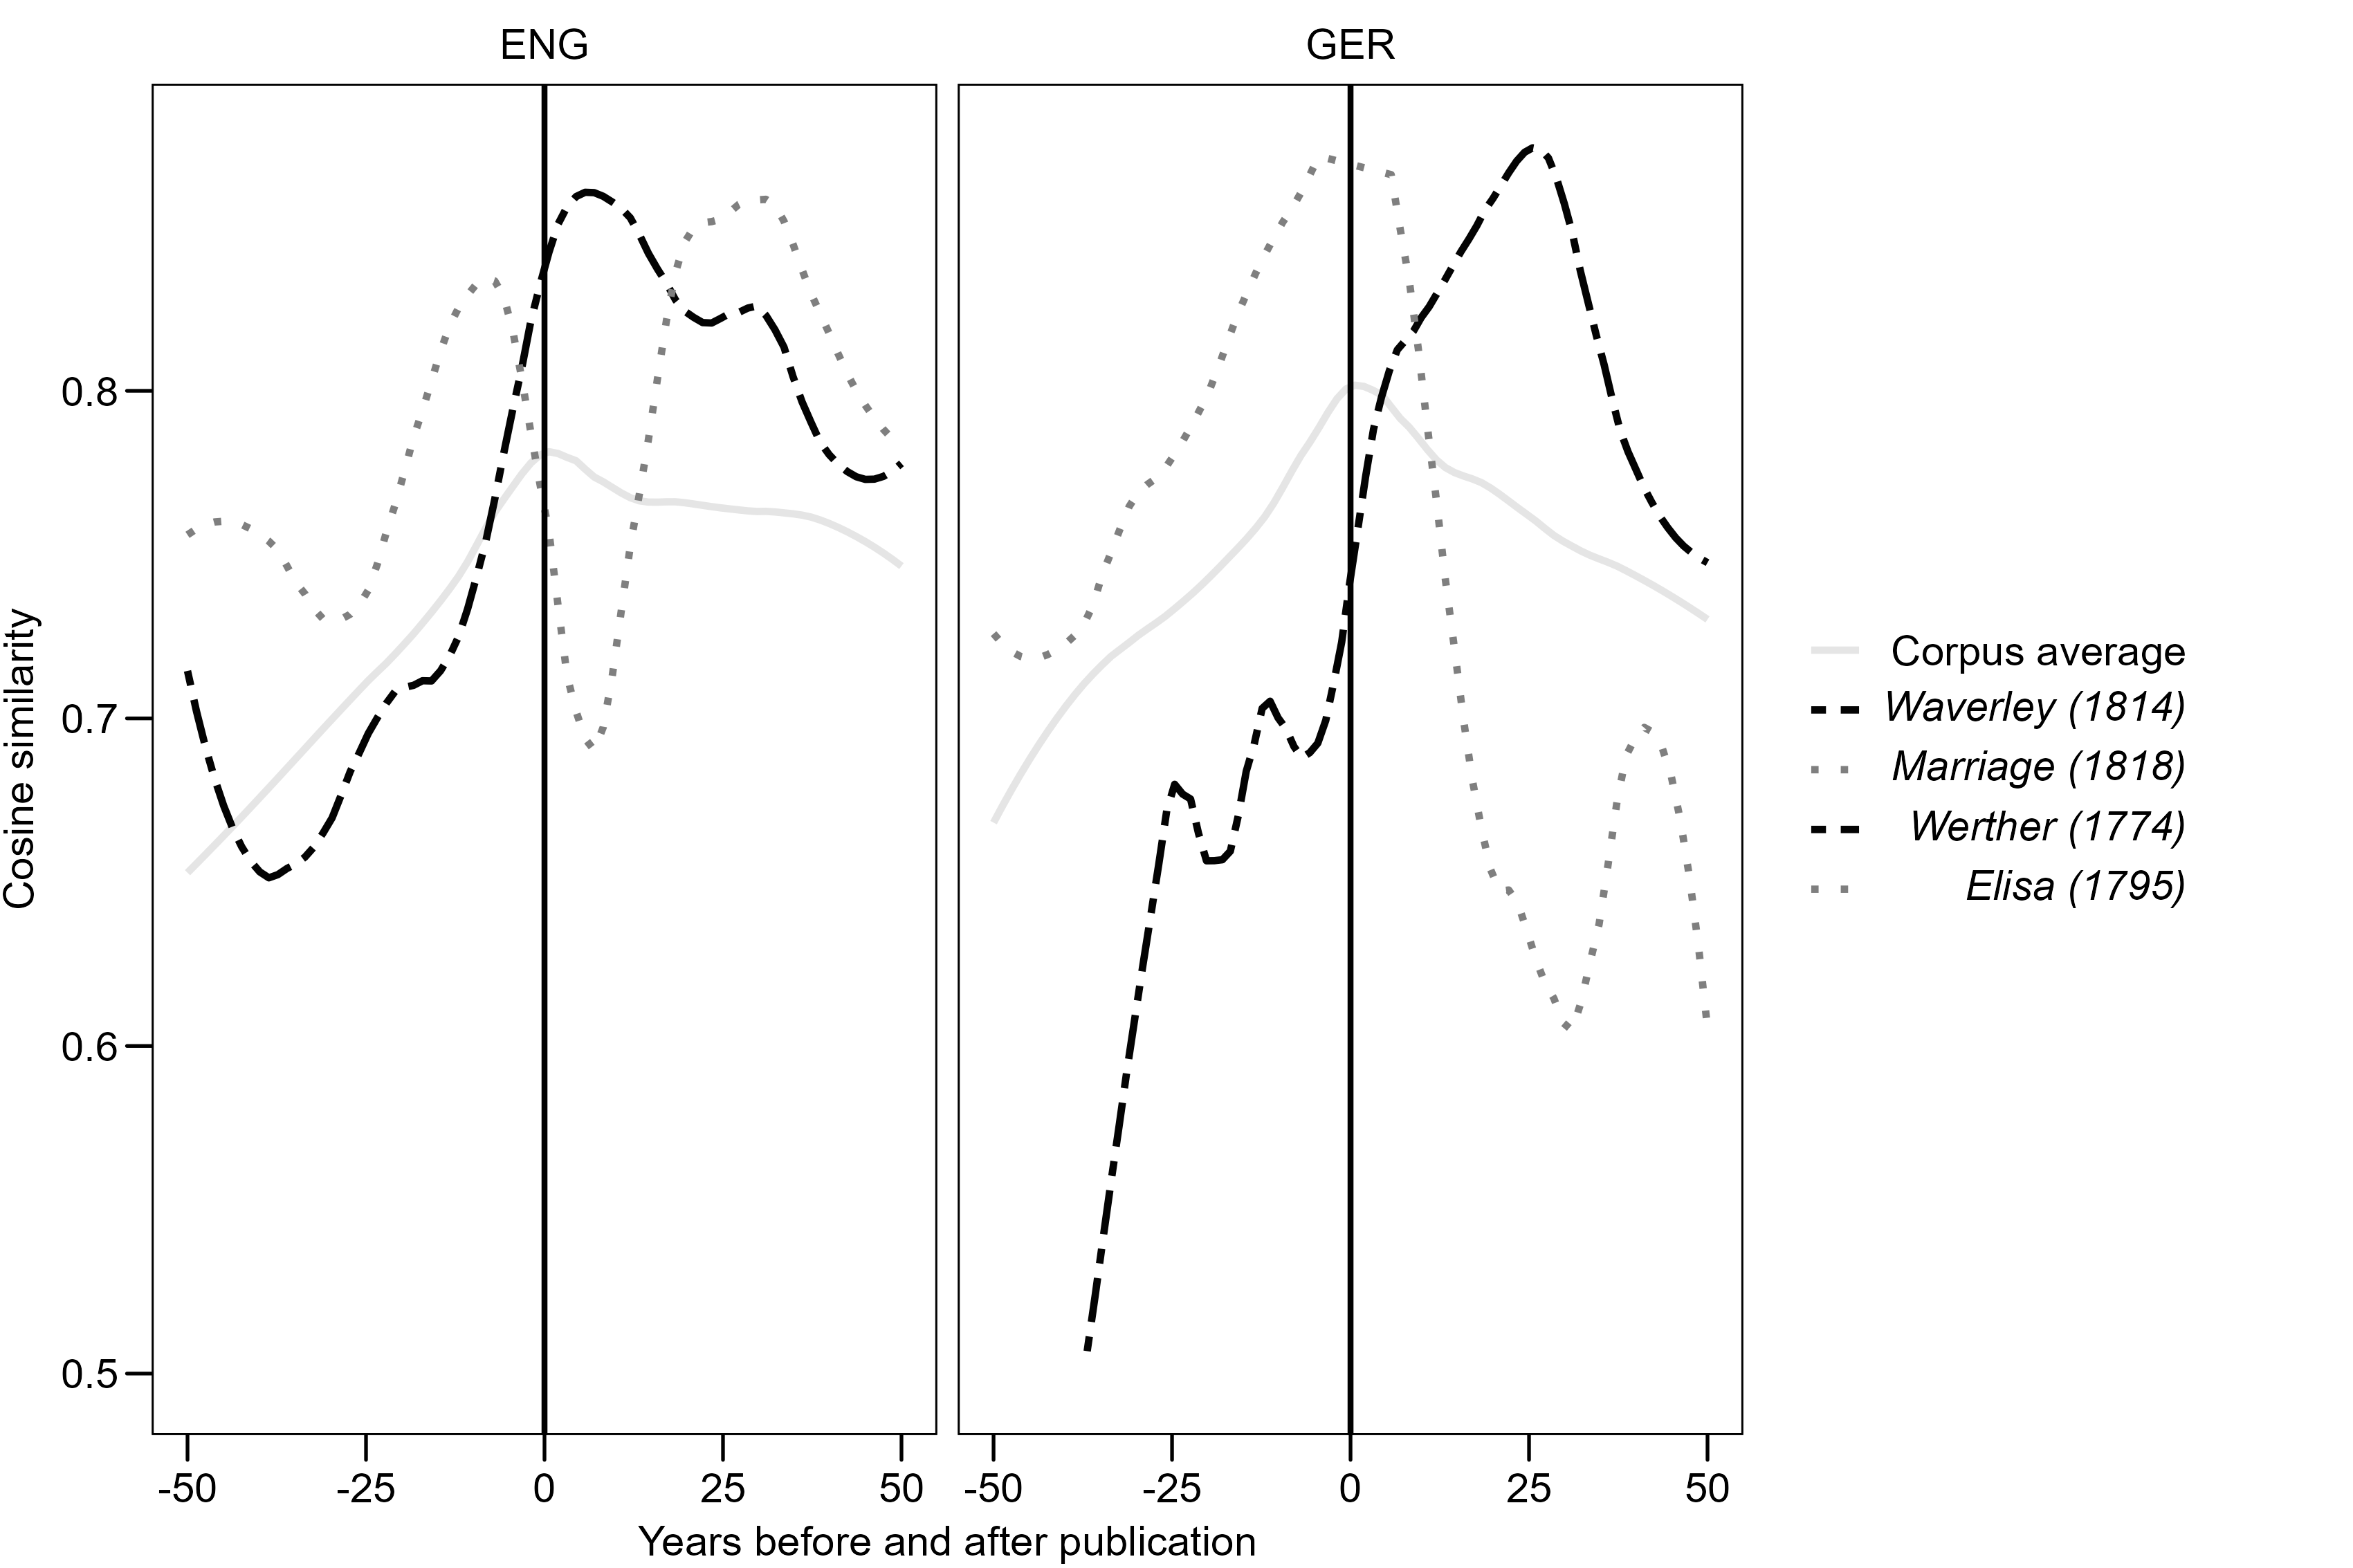 ENG
GER
Cosine similarity
0.8
0.7
0.6
0.5
-50
-25
0
25
50
-50
-25
0
25
50
Years before and after publication
Corpus average
Waverley (1814)
Marriage (1818)
Werther (1774)
Elisa (1795)